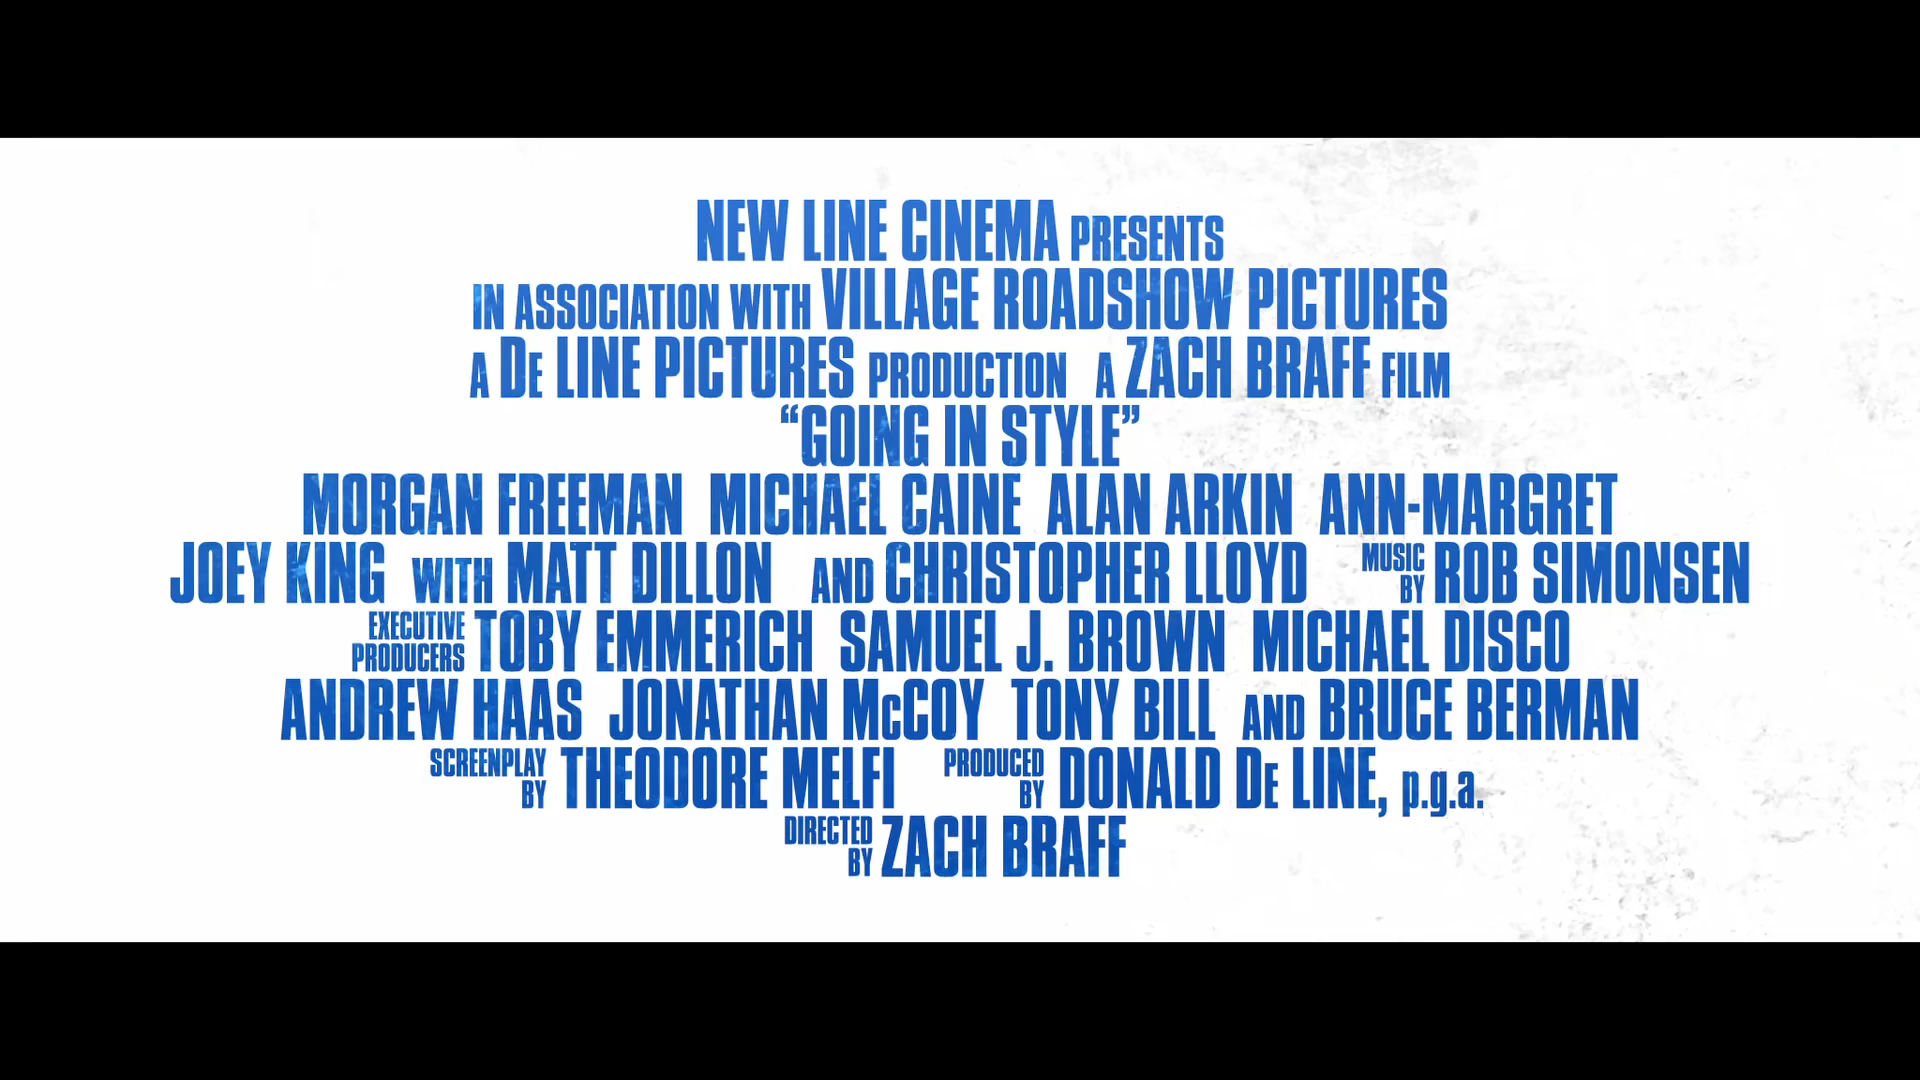 NEW LINE CINEMA PRESENTS
IN ASSOCIATION WITH VILLAGE ROADSHOW PICTURES
A De LINE PICTURES PRODUCTION A ZACH BRAFF FILM
“GOING IN STYLE”
MORGAN FREEMAN MICHAEL CAINE ALAN ARKIN ANN-MARGRET
JOEY KING WITH MATT DILLON AND CHRISTOPHER LLOYD MUSIC BY ROB SIMONSEN
EXECUTIVE PRODUCERS TOBY EMMERICH SAMUEL J. BROWN MICHAEL DISCO
ANDREW HAAS JONATHAN McCOY TONY BILL AND BRUCE BERMAN
SCREENPLAY BY THEODORE MELFI PRODUCED BY DONALD De LINE, p.g.a.
DIRECTED BY ZACH BRAFF